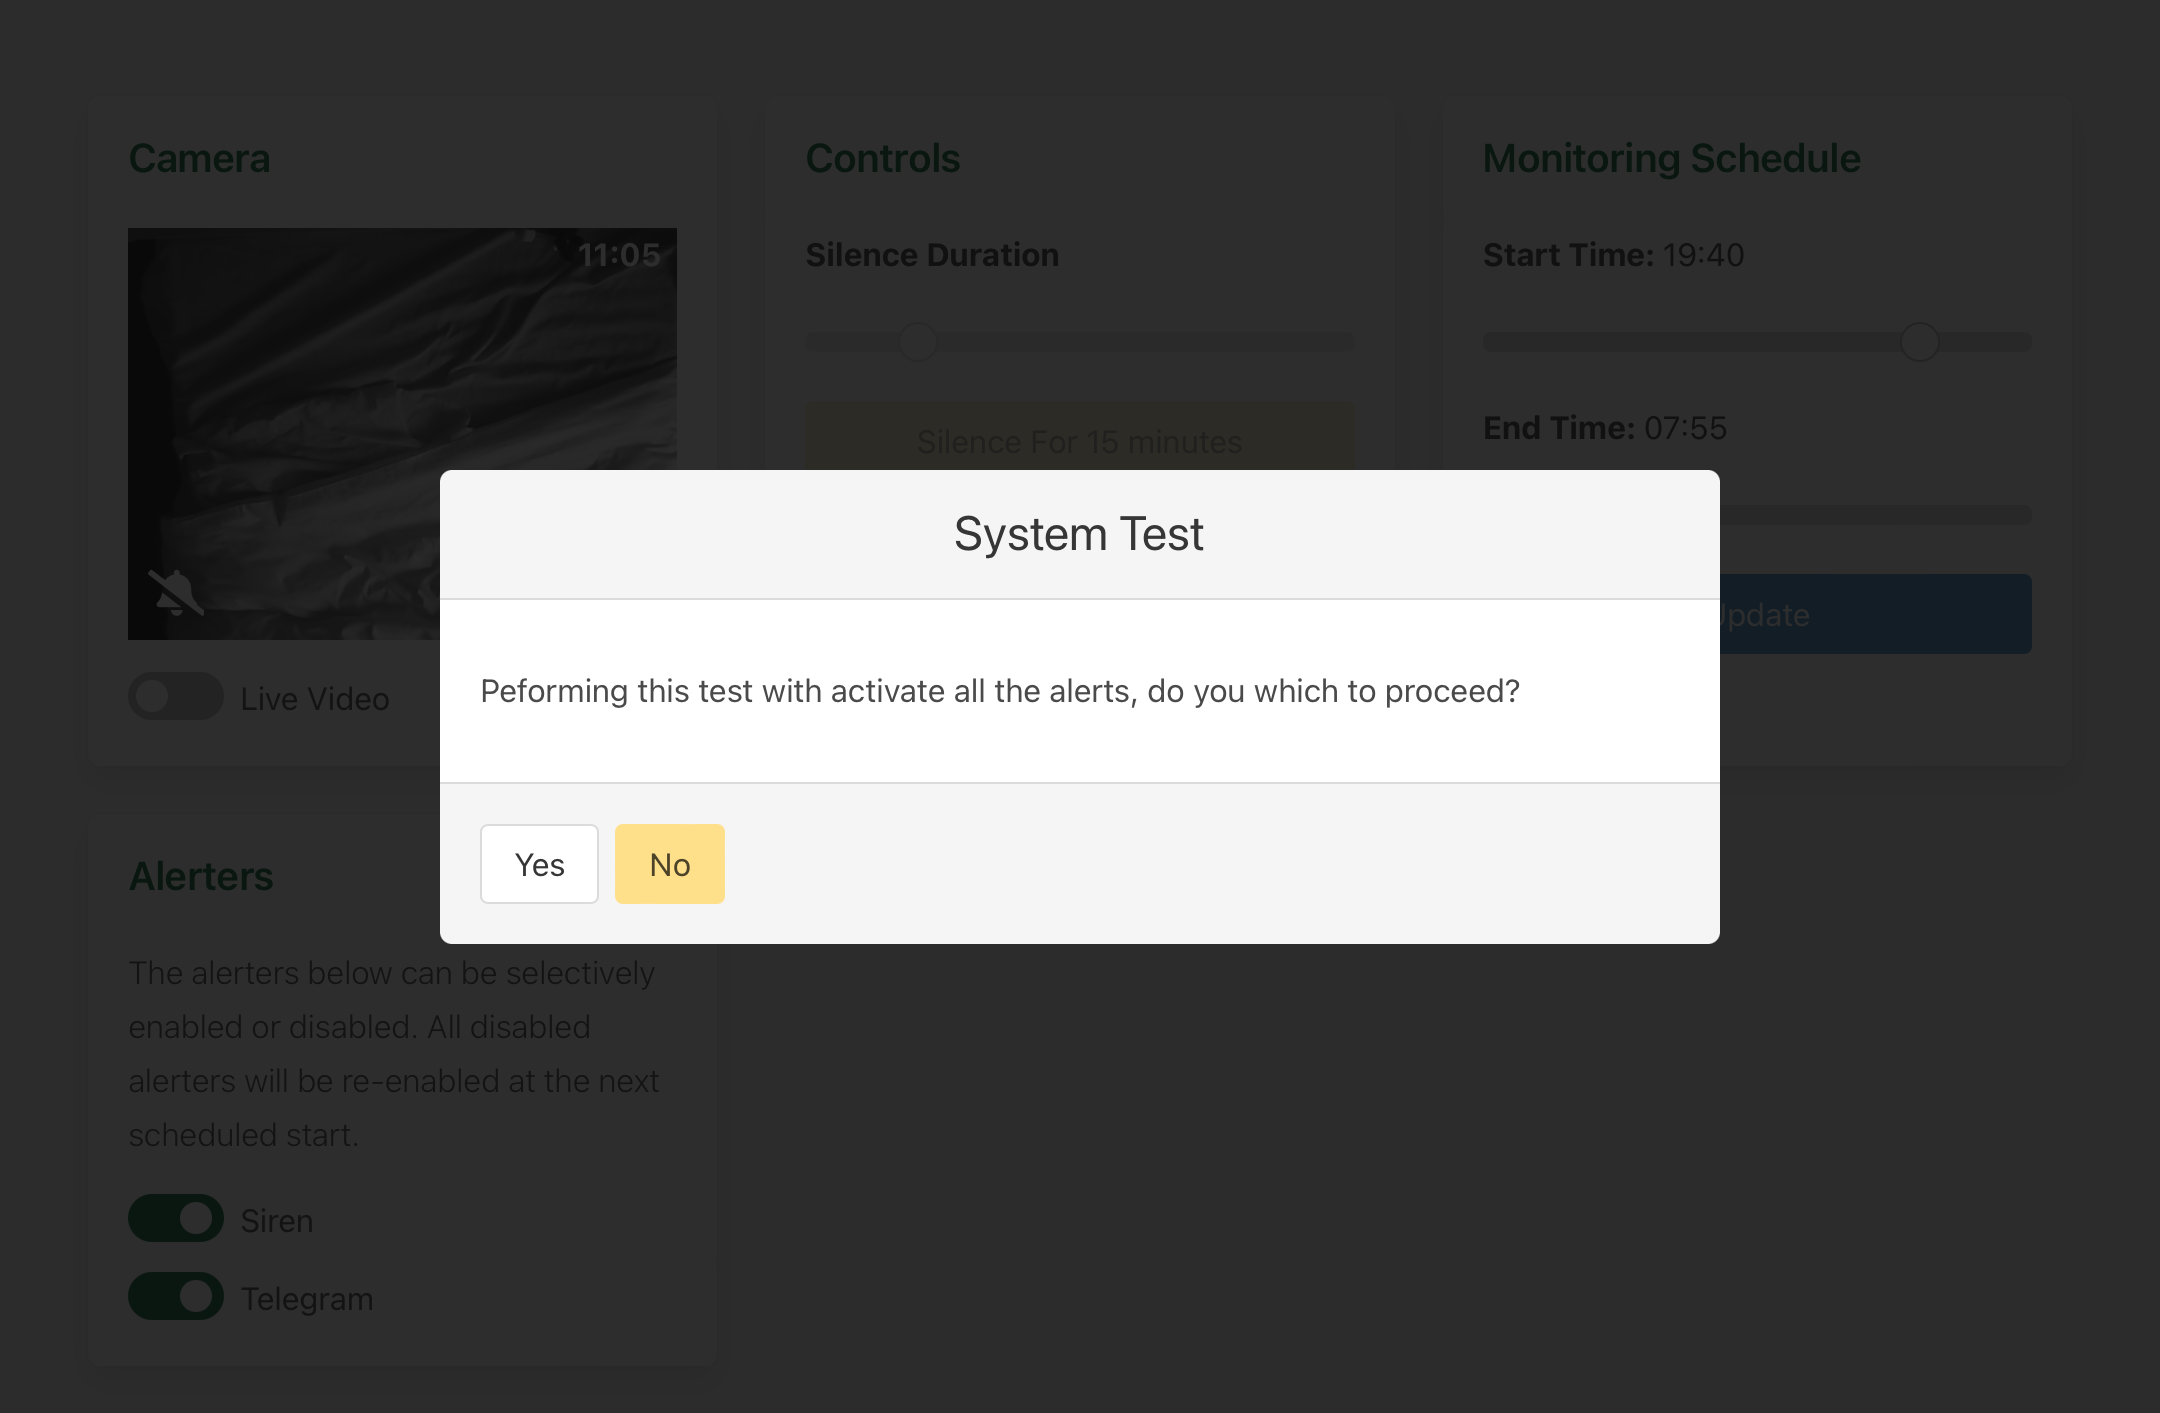 Camera
11:05
Live Video
Controls
Silence Duration
Silence For 15 minutes
Monitoring Schedule
Start Time: 19:40
End Time: 07:55
Update
System Test
Peforming this test with activate all the alerts, do you which to proceed?
Yes
No
Alerters
The alerters below can be selectively
enabled or disabled. All disabled
alerters will be re-enabled at the next
scheduled start.
Siren
Telegram